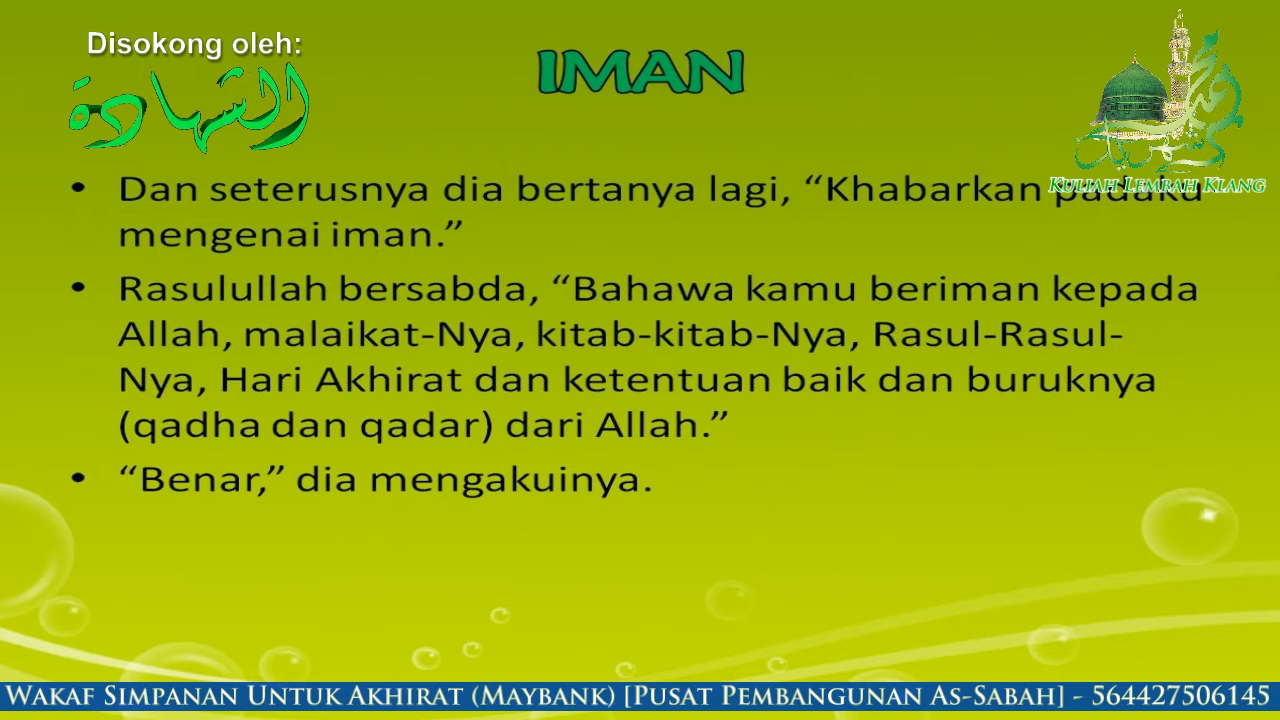 Disokong oleh:
الشهادة
IMAN
KULIAH LEMBAH KLANG
• Dan seterusnya dia bertanya lagi, “Khabarkan padaku
mengenai iman.”
• Rasulullah bersabda, “Bahawa kamu beriman kepada
Allah, malaikat-Nya, kitab-kitab-Nya, Rasul-Rasul-
Nya, Hari Akhirat dan ketentuan baik dan buruknya
(qadha dan qadar) dari Allah.”
• “Benar,” dia mengakuinya.
WAKAF SIMPANAN UNTUK AKHIRAT (MAYBANK) [PUSAT PEMBANGUNAN AS-SABAH] - 564427506145